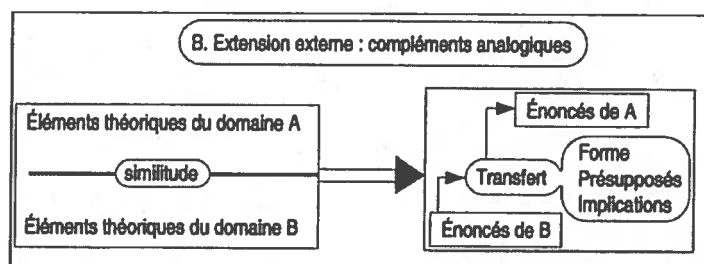 B. Extension externe : compléments analogiques
Éléments théoriques du domaine A
similitude
Éléments théoriques du domaine B
Énoncés de A
Transfert
Forme
Présupposés
Implications
Énoncés de B